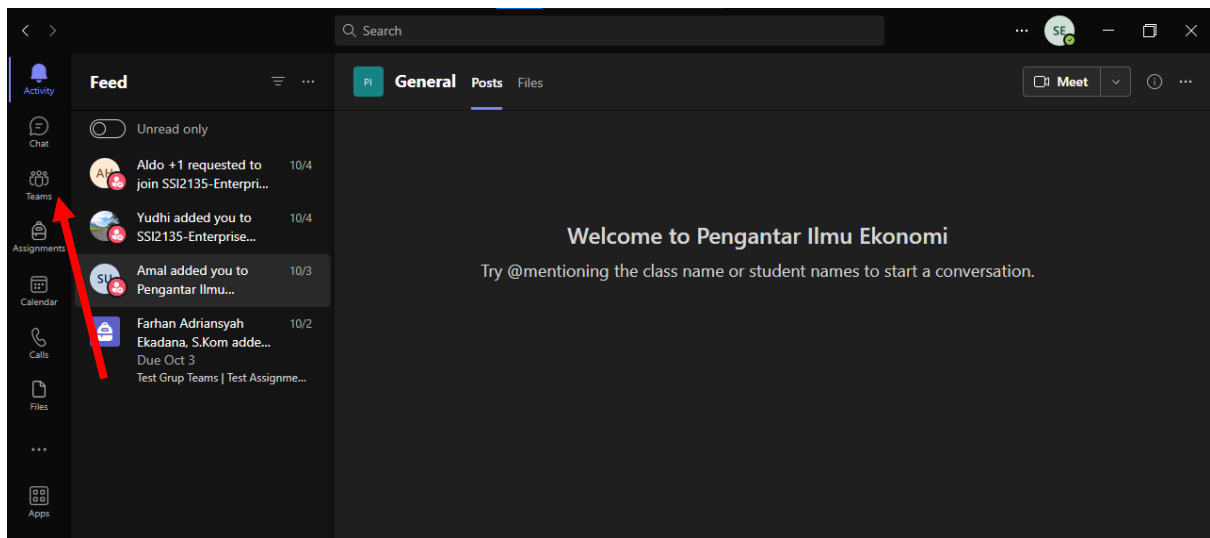 Search
SE
Activity
Chat
Teams
Assignments
Calendar
Calls
Files
Apps
Feed
Unread only
AH
Aldo +1 requested to
join SSI2135-Enterpri...
10/4
Yudhi added you to
SSI2135-Enterprise...
10/4
SU
Amal added you to
Pengantar Ilmu...
10/3
Farhan Adriansyah
Ekadana, S.Kom adde...
Due Oct 3
Test Grup Teams | Test Assignme...
10/2
PI
General Posts Files
Meet
Welcome to Pengantar Ilmu Ekonomi
Try @mentioning the class name or student names to start a conversation.